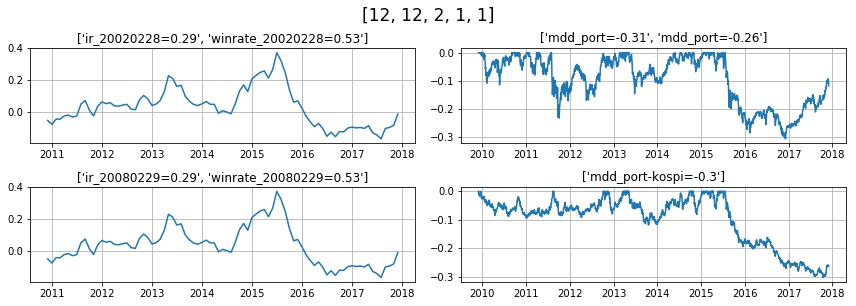 [12, 12, 2, 1, 1]
['ir_20020228=0.29', 'winrate_20020228=0.53']
0.4
0.2
0.0
2011 2012 2013 2014 2015 2016 2017 2018
['mdd_port=-0.31', 'mdd_port=-0.26']
0.0
−0.1
−0.2
−0.3
2010 2011 2012 2013 2014 2015 2016 2017 2018
['ir_20080229=0.29', 'winrate_20080229=0.53']
0.4
0.2
0.0
2011 2012 2013 2014 2015 2016 2017 2018
['mdd_port-kospi=-0.3']
0.0
−0.1
−0.2
−0.3
2010 2011 2012 2013 2014 2015 2016 2017 2018